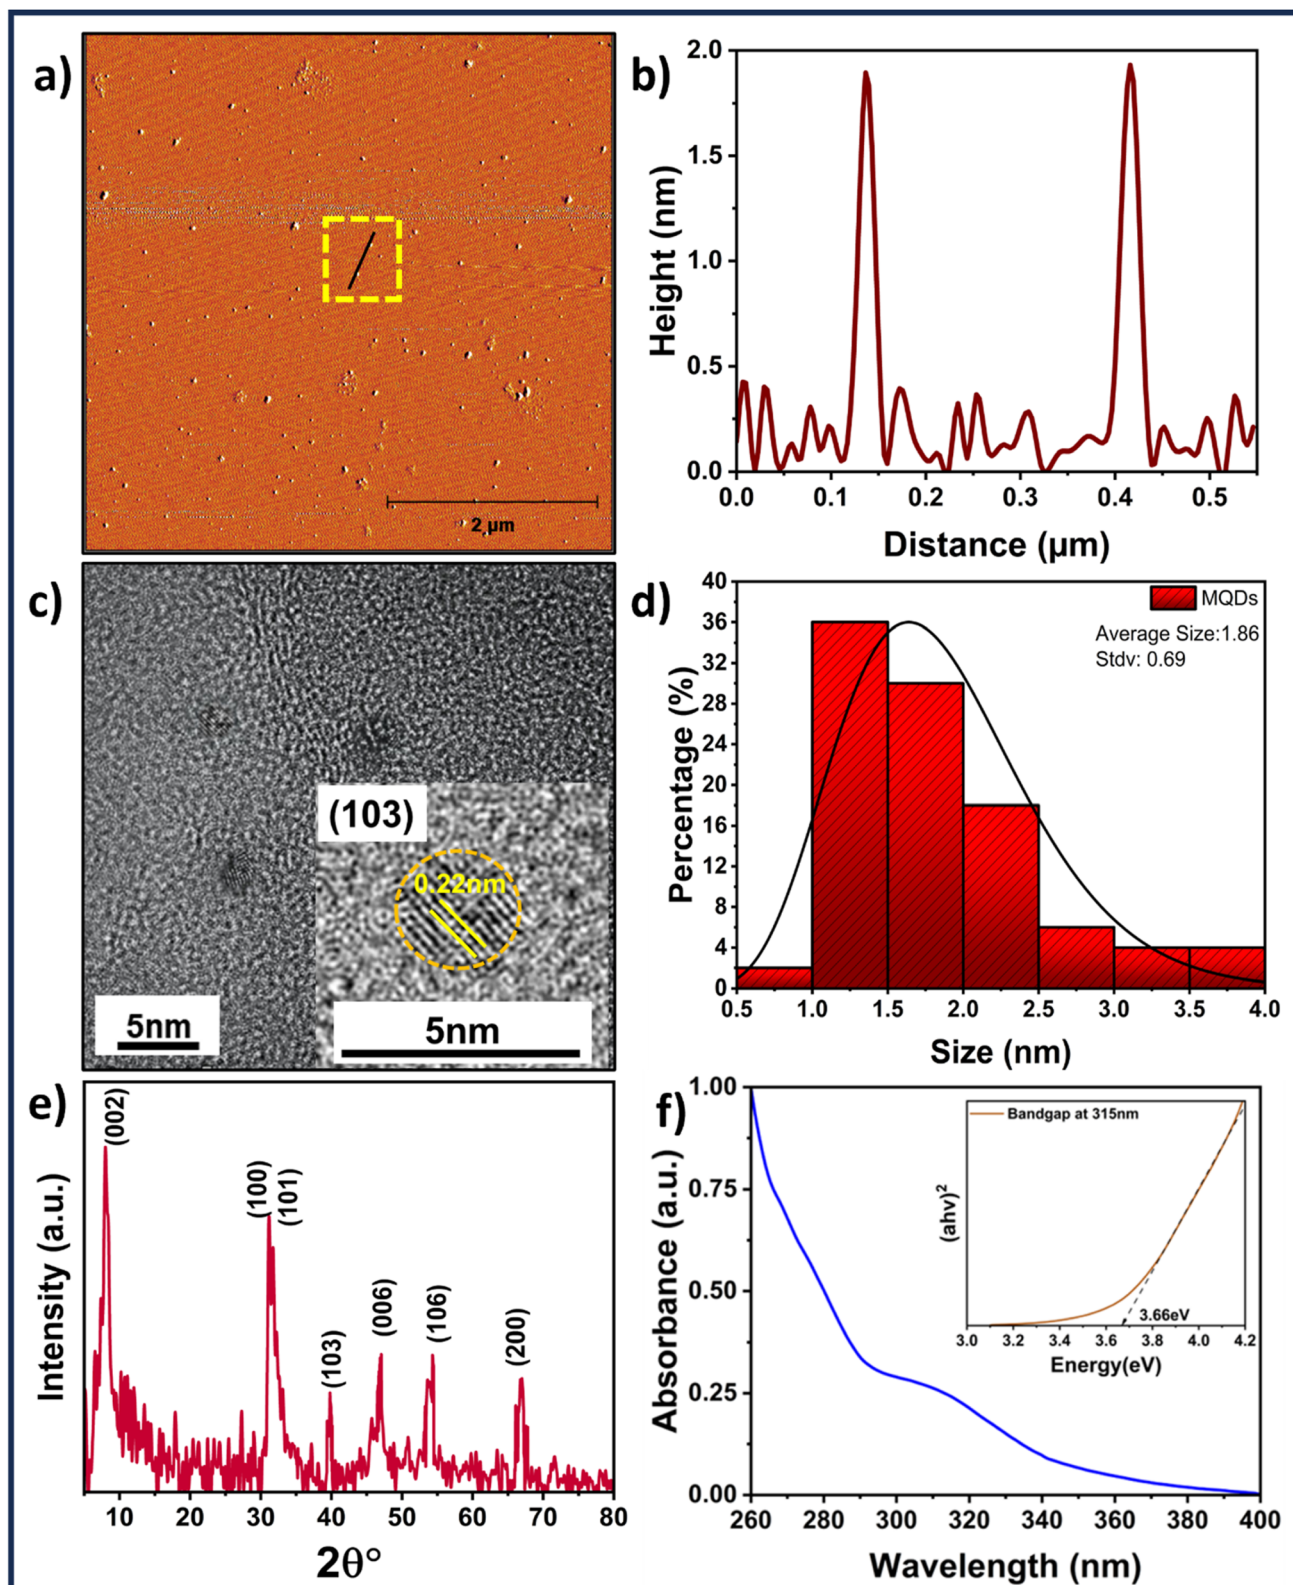 a)
2 µm
b)
2.0
1.5
1.0
0.5
0.0
Height (nm)
0.0 0.1 0.2 0.3 0.4 0.5
Distance (µm)
c)
(103)
0.22nm
5nm
5nm
d)
40
36
32
28
24
20
16
12
8
4
0
Percentage (%)
MQDs
Average Size:1.86
Stdv: 0.69
0.5 1.0 1.5 2.0 2.5 3.0 3.5 4.0
Size (nm)
e)
Intensity (a.u.)
(002)
(100)
(101)
(103)
(006)
(106)
(200)
10 20 30 40 50 60 70 80
2θ°
f)
1.00
0.75
0.50
0.25
0.00
Absorbance (a.u.)
Bandgap at 315nm
(ahv)2
3.66eV
3.0 3.2 3.4 3.6 3.8 4.0 4.2
Energy(eV)
260 280 300 320 340 360 380 400
Wavelength (nm)